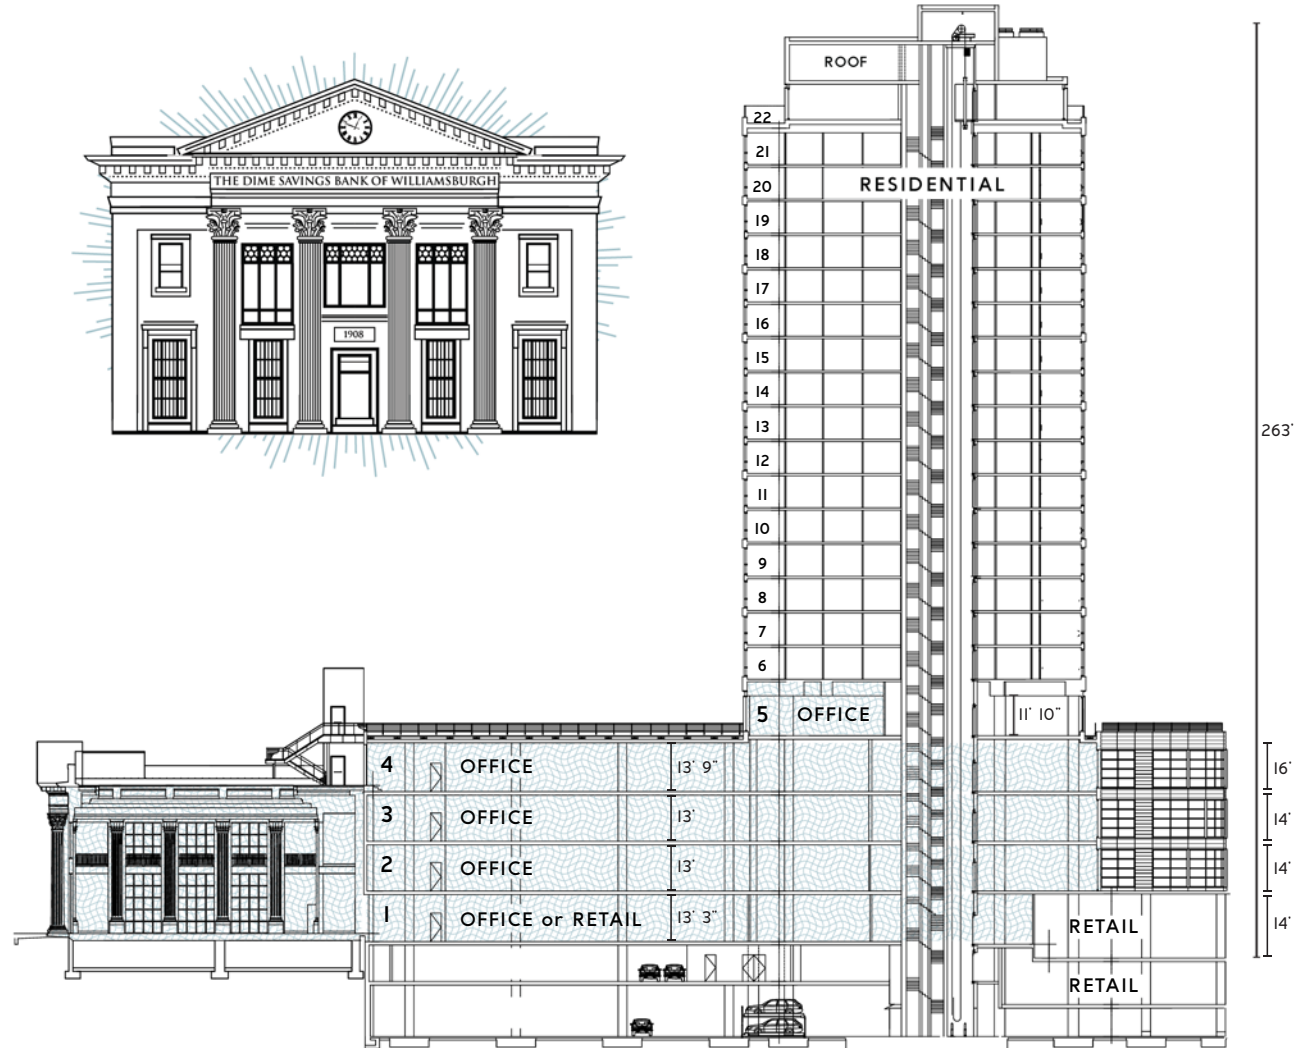 THE DIME SAVINGS BANK OF WILLIAMSBURGH
1908
ROOF
22
21
20
RESIDENTIAL
19
18
17
16
15
14
13
12
11
10
9
8
7
6
263'
5 OFFICE
11' 10"
4 OFFICE 13' 9"
16'
3 OFFICE 13'
14'
2 OFFICE 13'
14'
1 OFFICE or RETAIL 13' 3"
14'
RETAIL
RETAIL